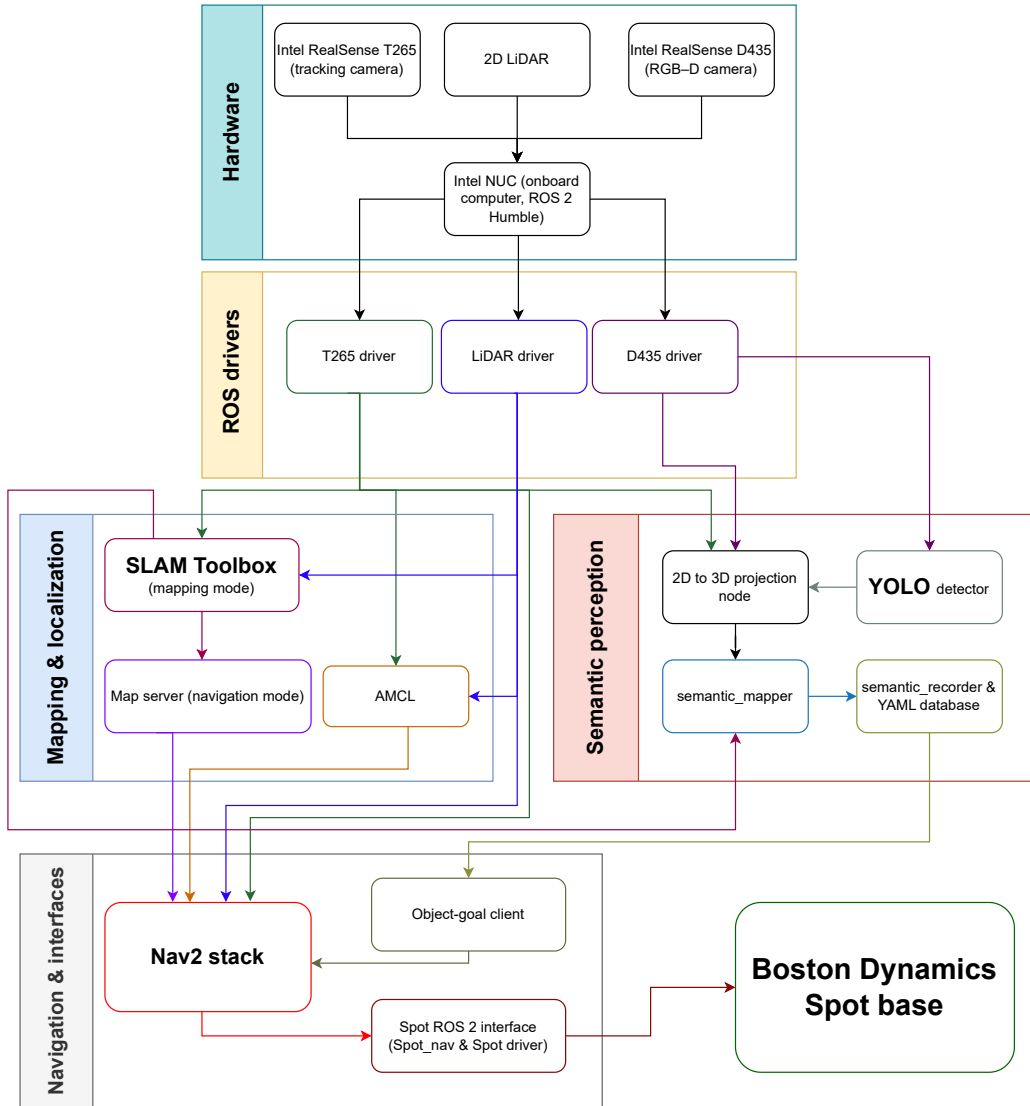 Hardware
Intel RealSense T265
(tracking camera)
2D LiDAR
Intel RealSense D435
(RGB–D camera)
Intel NUC (onboard
computer, ROS 2
Humble)
ROS drivers
T265 driver
LiDAR driver
D435 driver
Mapping & localization
SLAM Toolbox
(mapping mode)
Map server (navigation mode)
AMCL
Semantic perception
2D to 3D projection
node
YOLO detector
semantic_mapper
semantic_recorder &
YAML database
Navigation & interfaces
Nav2 stack
Object-goal client
Spot ROS 2 interface
(Spot_nav & Spot driver)
Boston Dynamics
Spot base